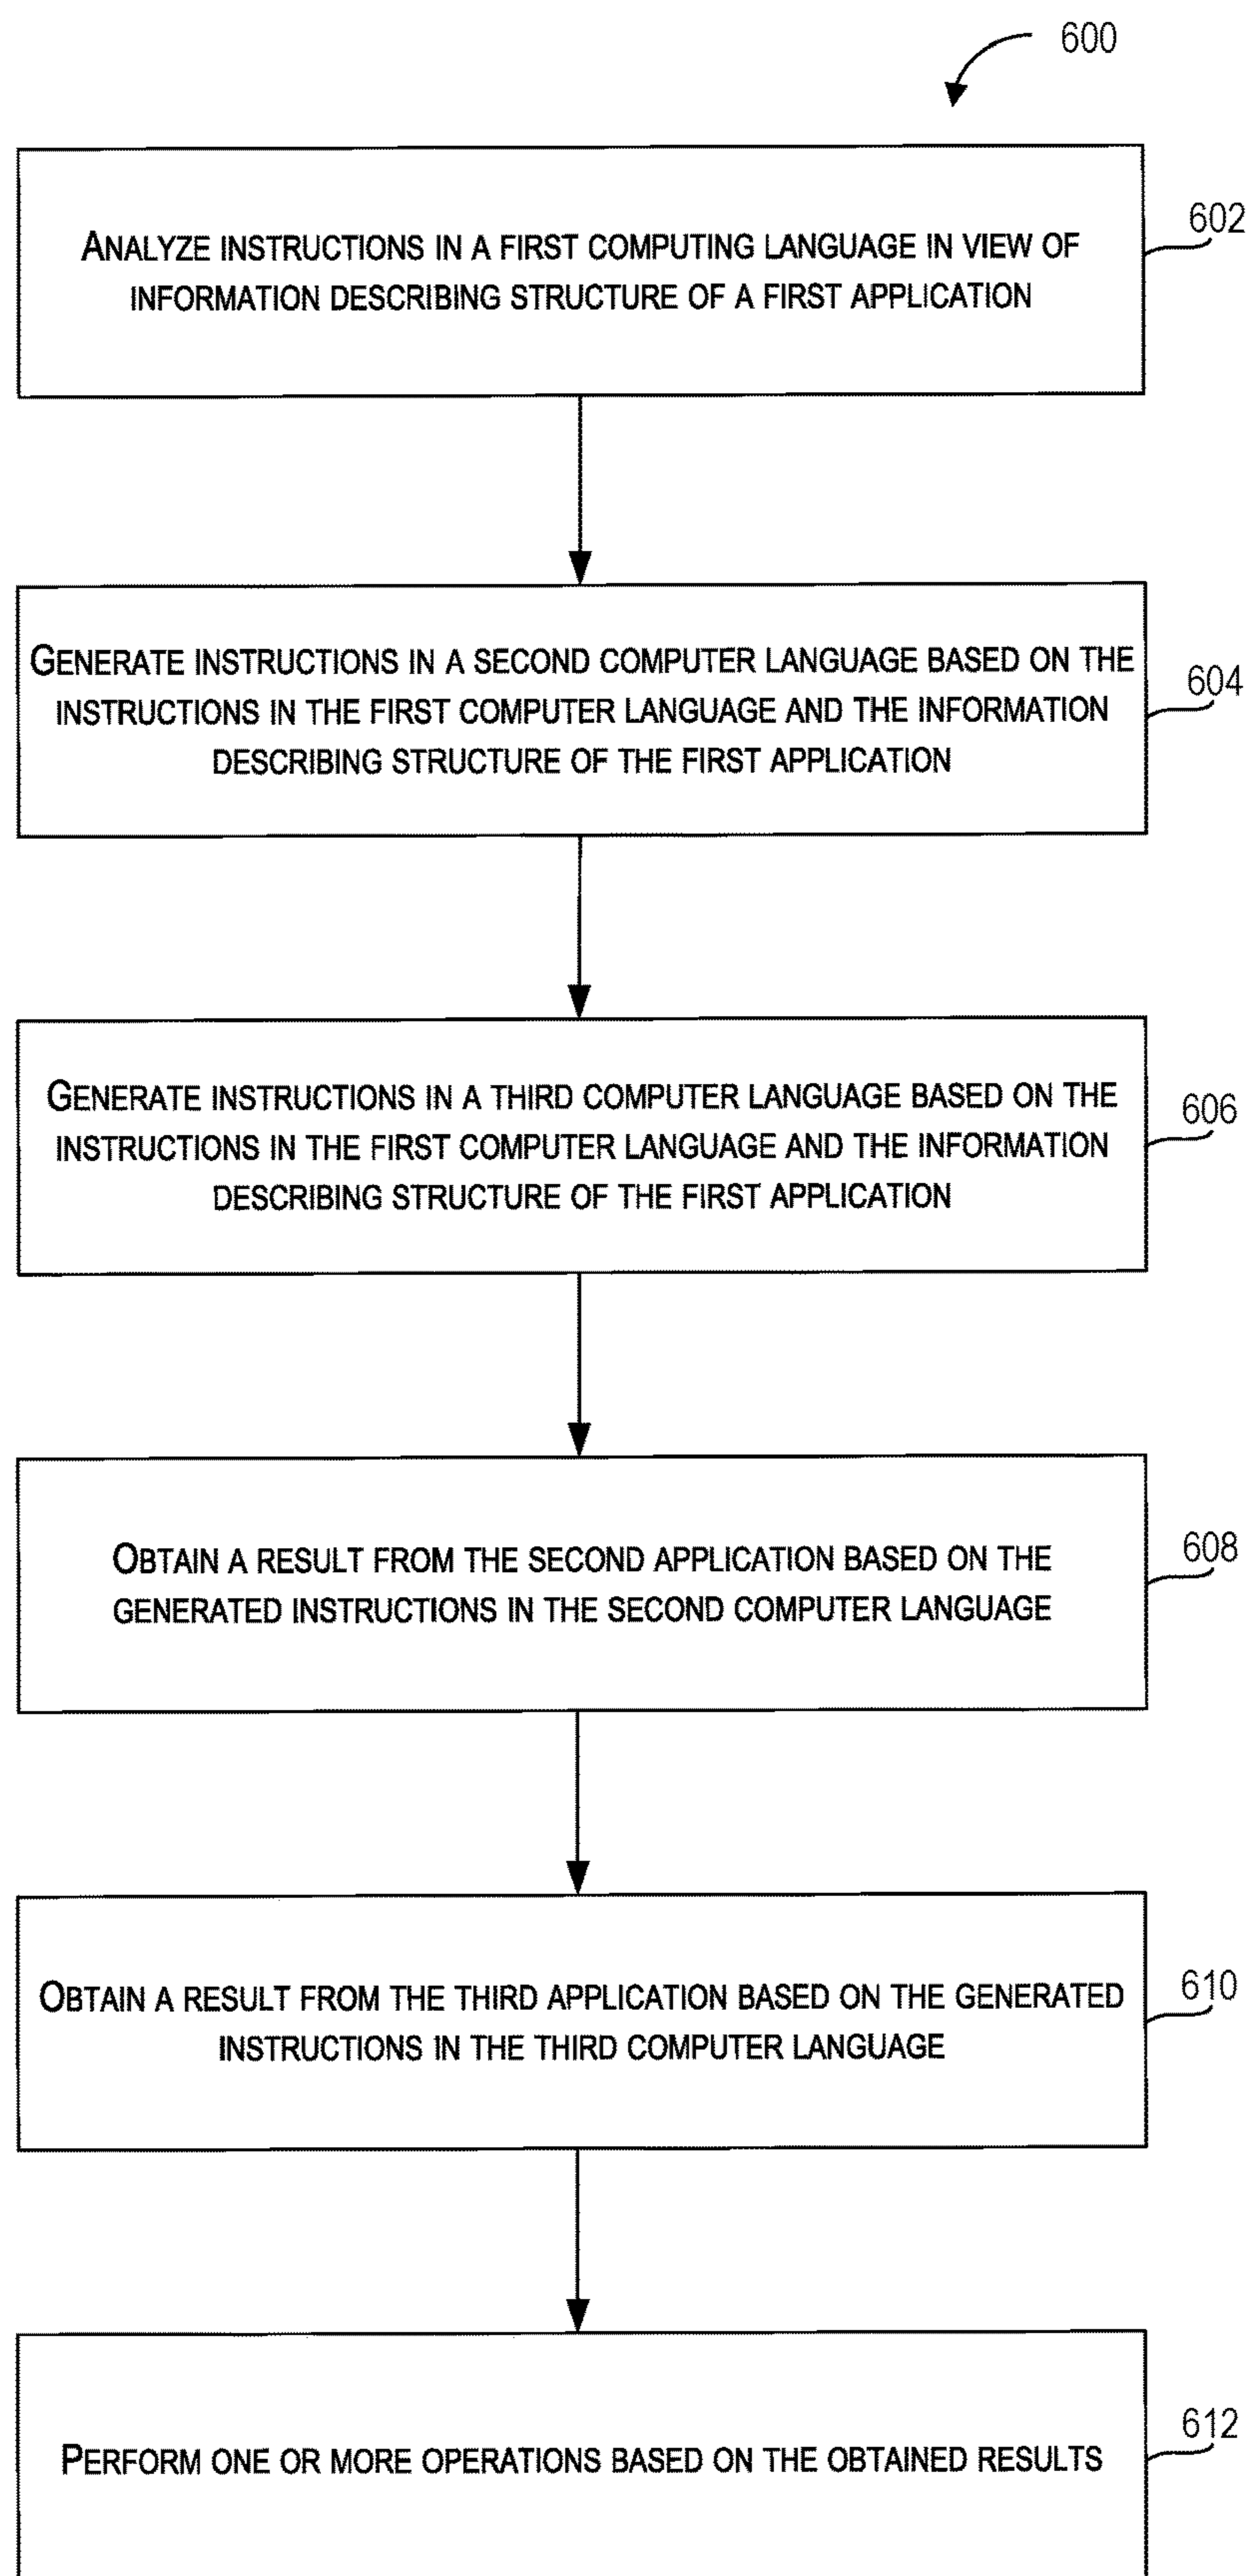 600
ANALYZE INSTRUCTIONS IN A FIRST COMPUTING LANGUAGE IN VIEW OF
INFORMATION DESCRIBING STRUCTURE OF A FIRST APPLICATION
602
GENERATE INSTRUCTIONS IN A SECOND COMPUTER LANGUAGE BASED ON THE
INSTRUCTIONS IN THE FIRST COMPUTER LANGUAGE AND THE INFORMATION
DESCRIBING STRUCTURE OF THE FIRST APPLICATION
604
GENERATE INSTRUCTIONS IN A THIRD COMPUTER LANGUAGE BASED ON THE
INSTRUCTIONS IN THE FIRST COMPUTER LANGUAGE AND THE INFORMATION
DESCRIBING STRUCTURE OF THE FIRST APPLICATION
606
OBTAIN A RESULT FROM THE SECOND APPLICATION BASED ON THE
GENERATED INSTRUCTIONS IN THE SECOND COMPUTER LANGUAGE
608
OBTAIN A RESULT FROM THE THIRD APPLICATION BASED ON THE GENERATED
INSTRUCTIONS IN THE THIRD COMPUTER LANGUAGE
610
PERFORM ONE OR MORE OPERATIONS BASED ON THE OBTAINED RESULTS
612